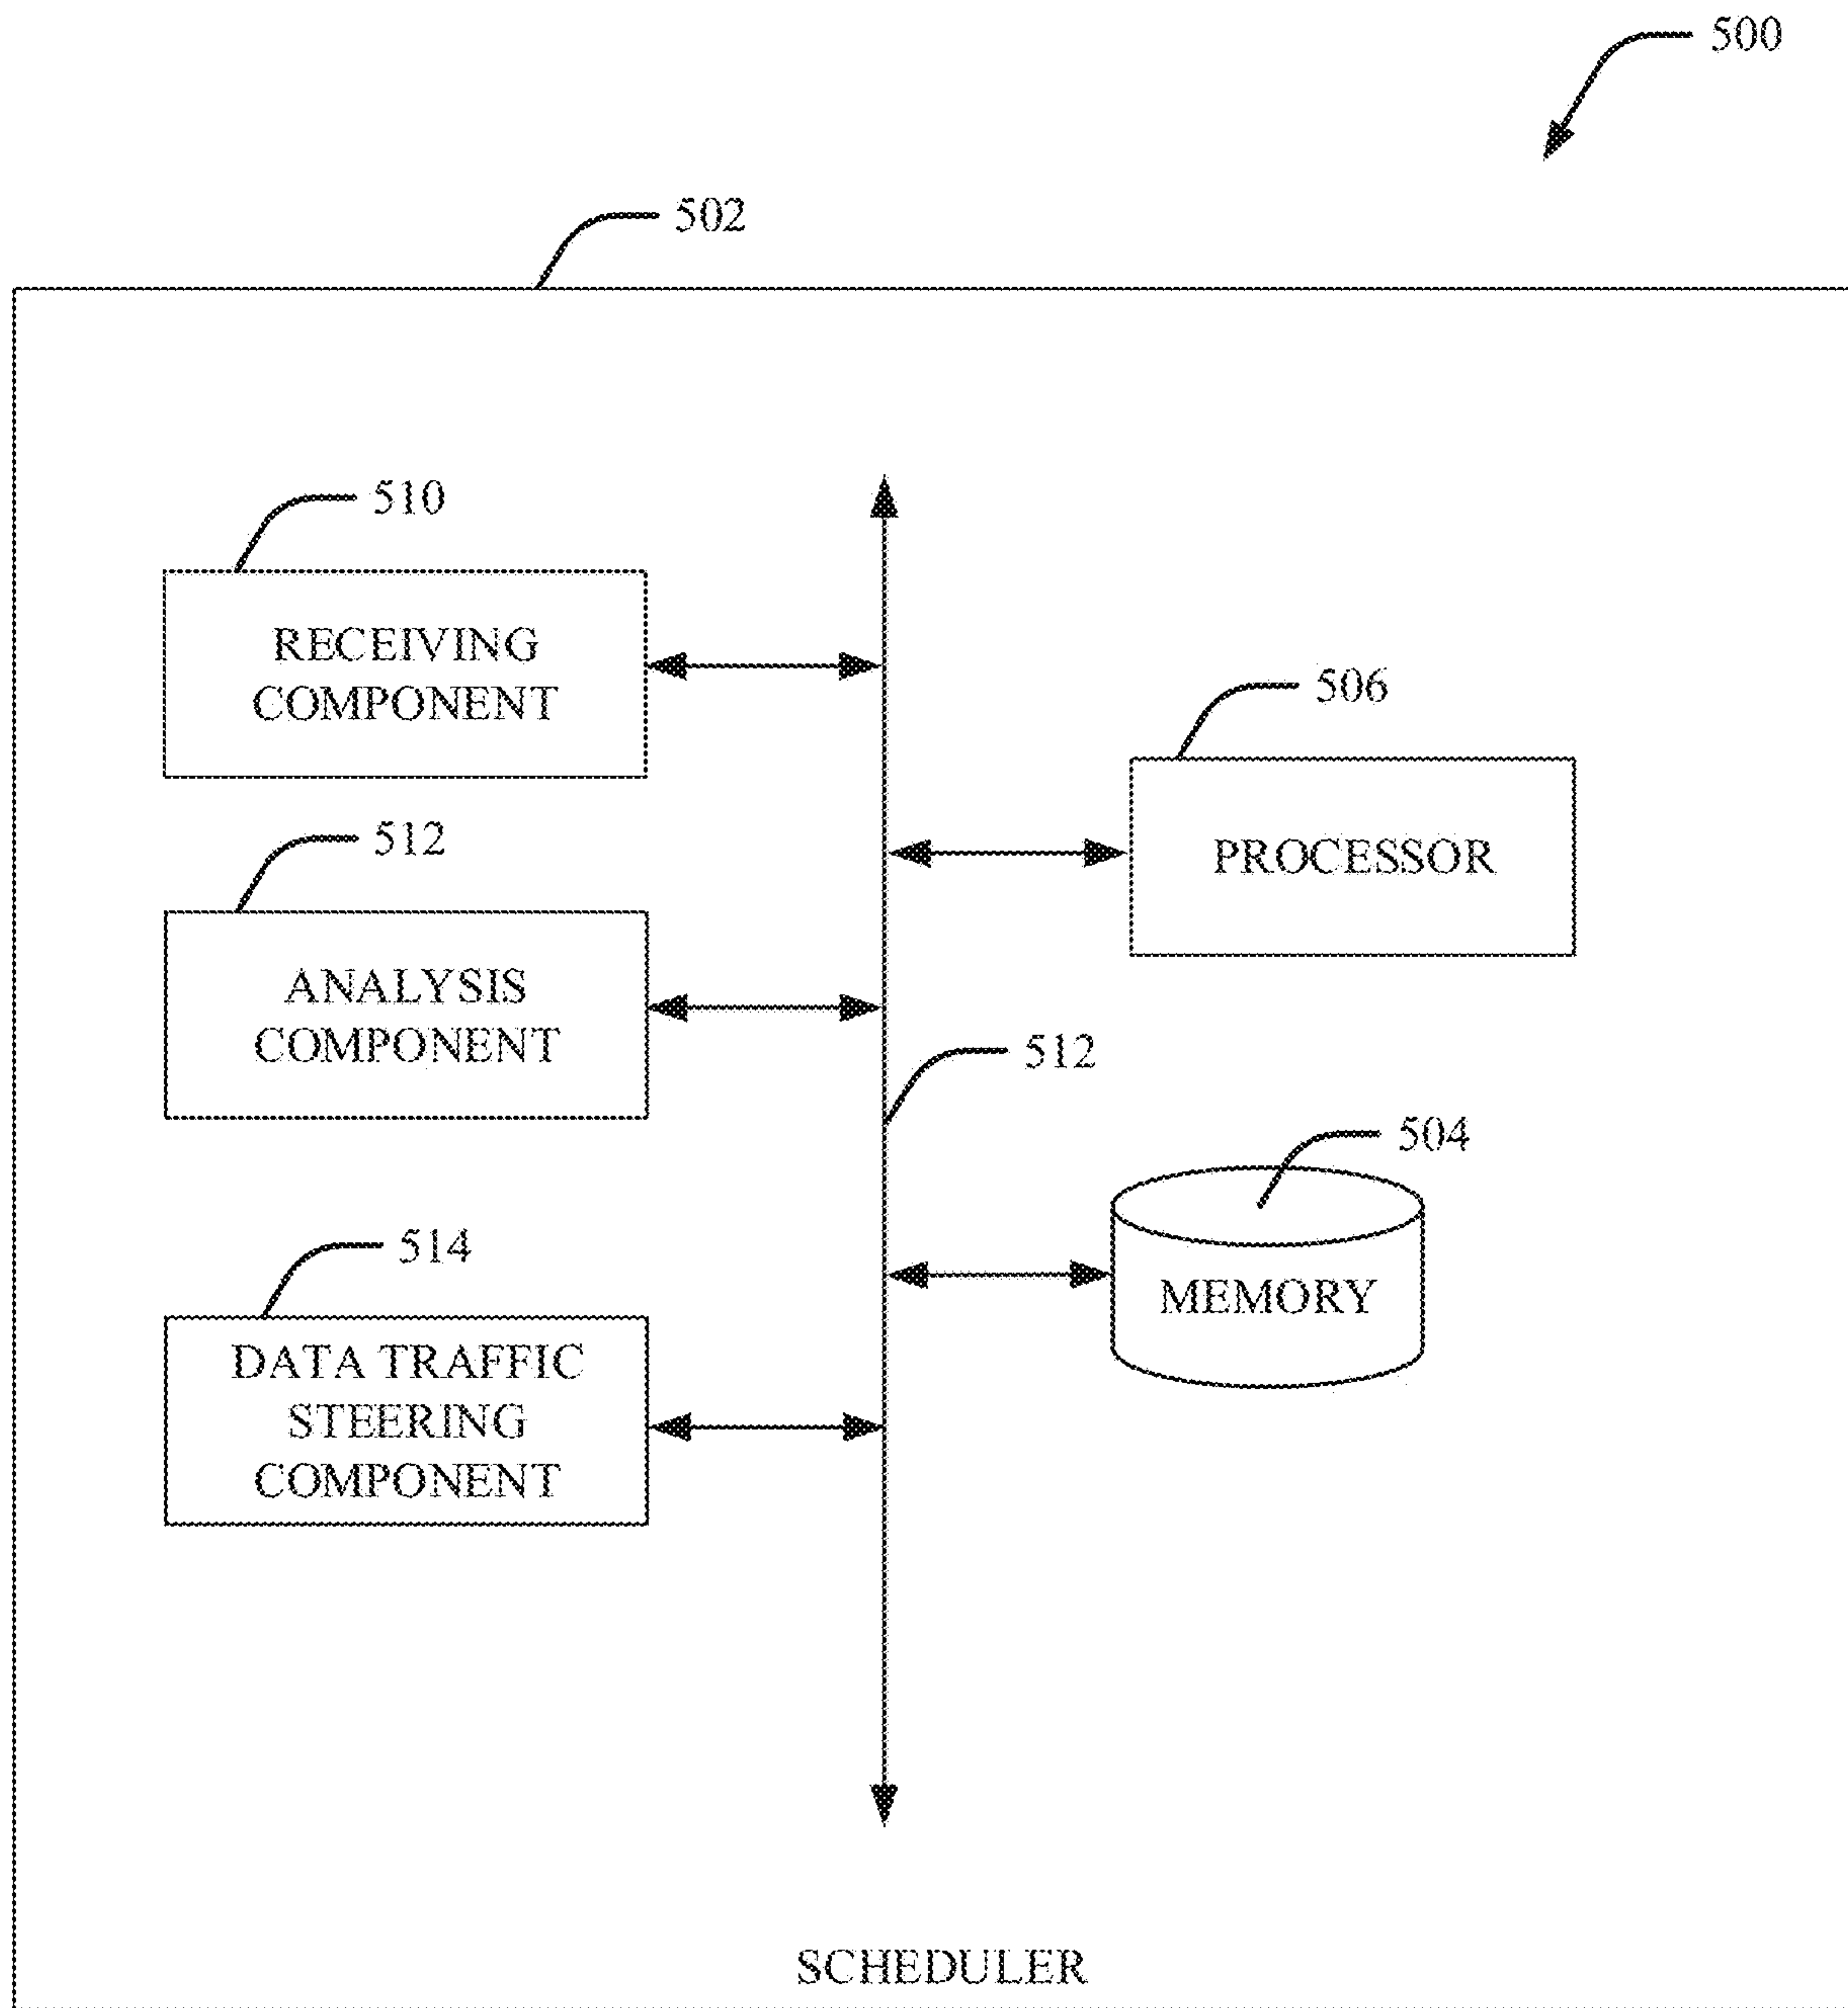 500
502
510
RECEIVING
COMPONENT
506
PROCESSOR
512
ANALYSIS
COMPONENT
512
504
MEMORY
514
DATA TRAFFIC
STEERING
COMPONENT
SCHEDULER